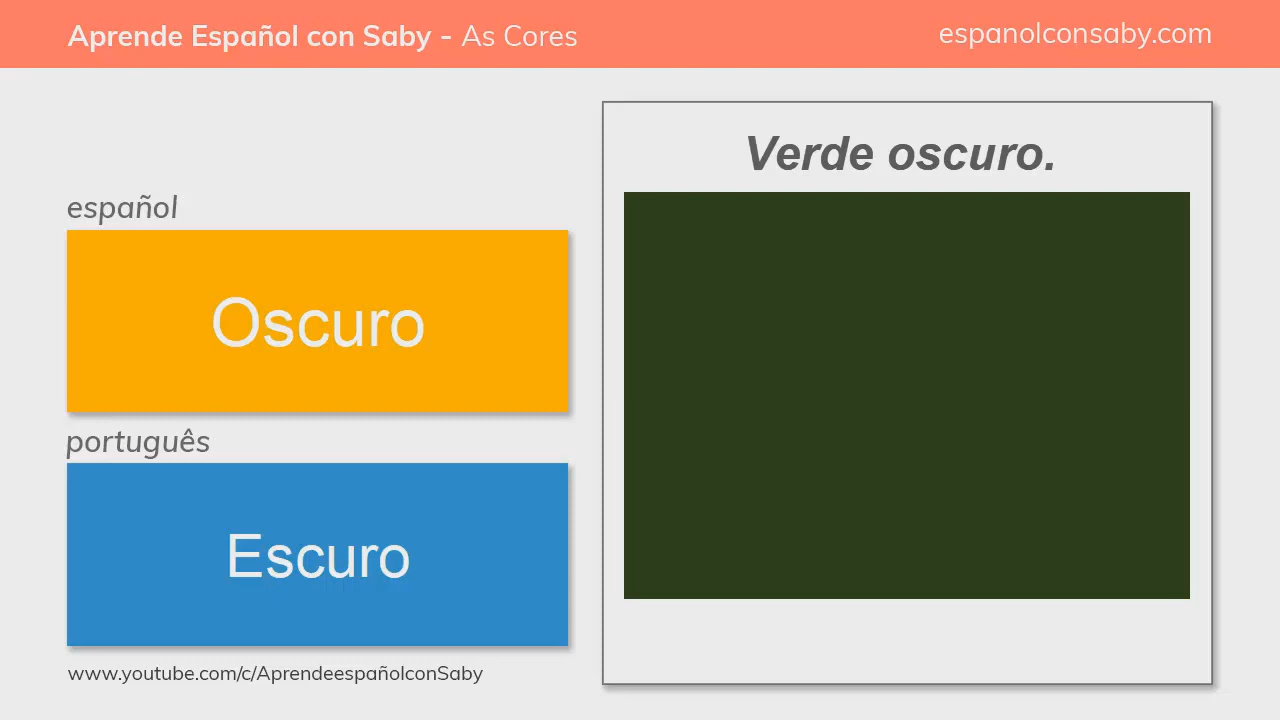 Aprende Español con Saby - As Cores
espanolconsaby.com
español
Oscuro
português
Escuro
www.youtube.com/c/AprendeespañolconSaby
Verde oscuro.